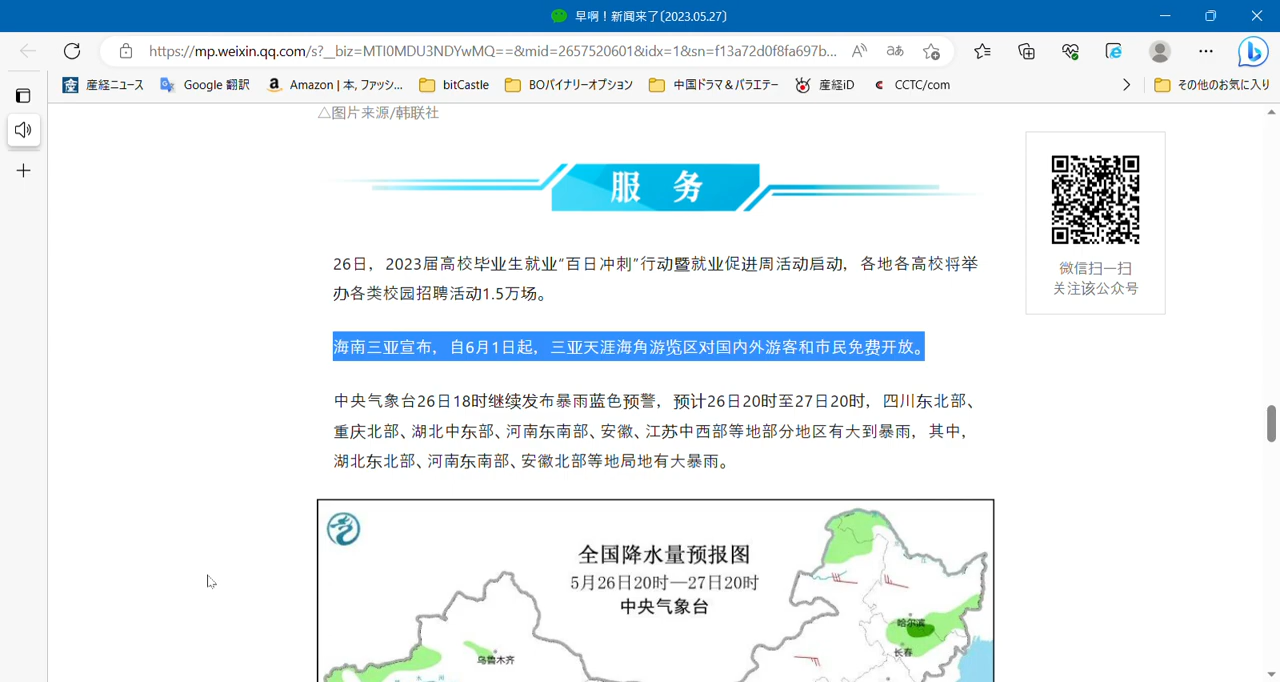 早啊！新闻来了〔2023.05.27〕
https://mp.weixin.qq.com/s?__biz=MTI0MDU3NDYwMQ==&mid=2657520601&idx=1&sn=f13a72d0f8fa697b...
ああ
産経ニュース
Google 翻訳
Amazon | 本, ファッシ...
bitCastle
BOバイナリーオプション
中国ドラマ＆バラエテー
産経iD
CCTC/com
その他のお気に入り
△图片来源/韩联社
服 务
26日，2023届高校毕业生就业“百日冲刺”行动暨就业促进周活动启动，各地各高校将举
办各类校园招聘活动1.5万场。
海南三亚宣布，自6月1日起，三亚天涯海角游览区对国内外游客和市民免费开放。
中央气象台26日18时继续发布暴雨蓝色预警，预计26日20时至27日20时，四川东北部、
重庆北部、湖北中东部、河南东南部、安徽、江苏中西部等地部分地区有大到暴雨，其中，
湖北东北部、河南东南部、安徽北部等地局地有大暴雨。
微信扫一扫
关注该公众号
全国降水量预报图
5月26日20时—27日20时
中央气象台
哈尔滨
长春
乌鲁木齐